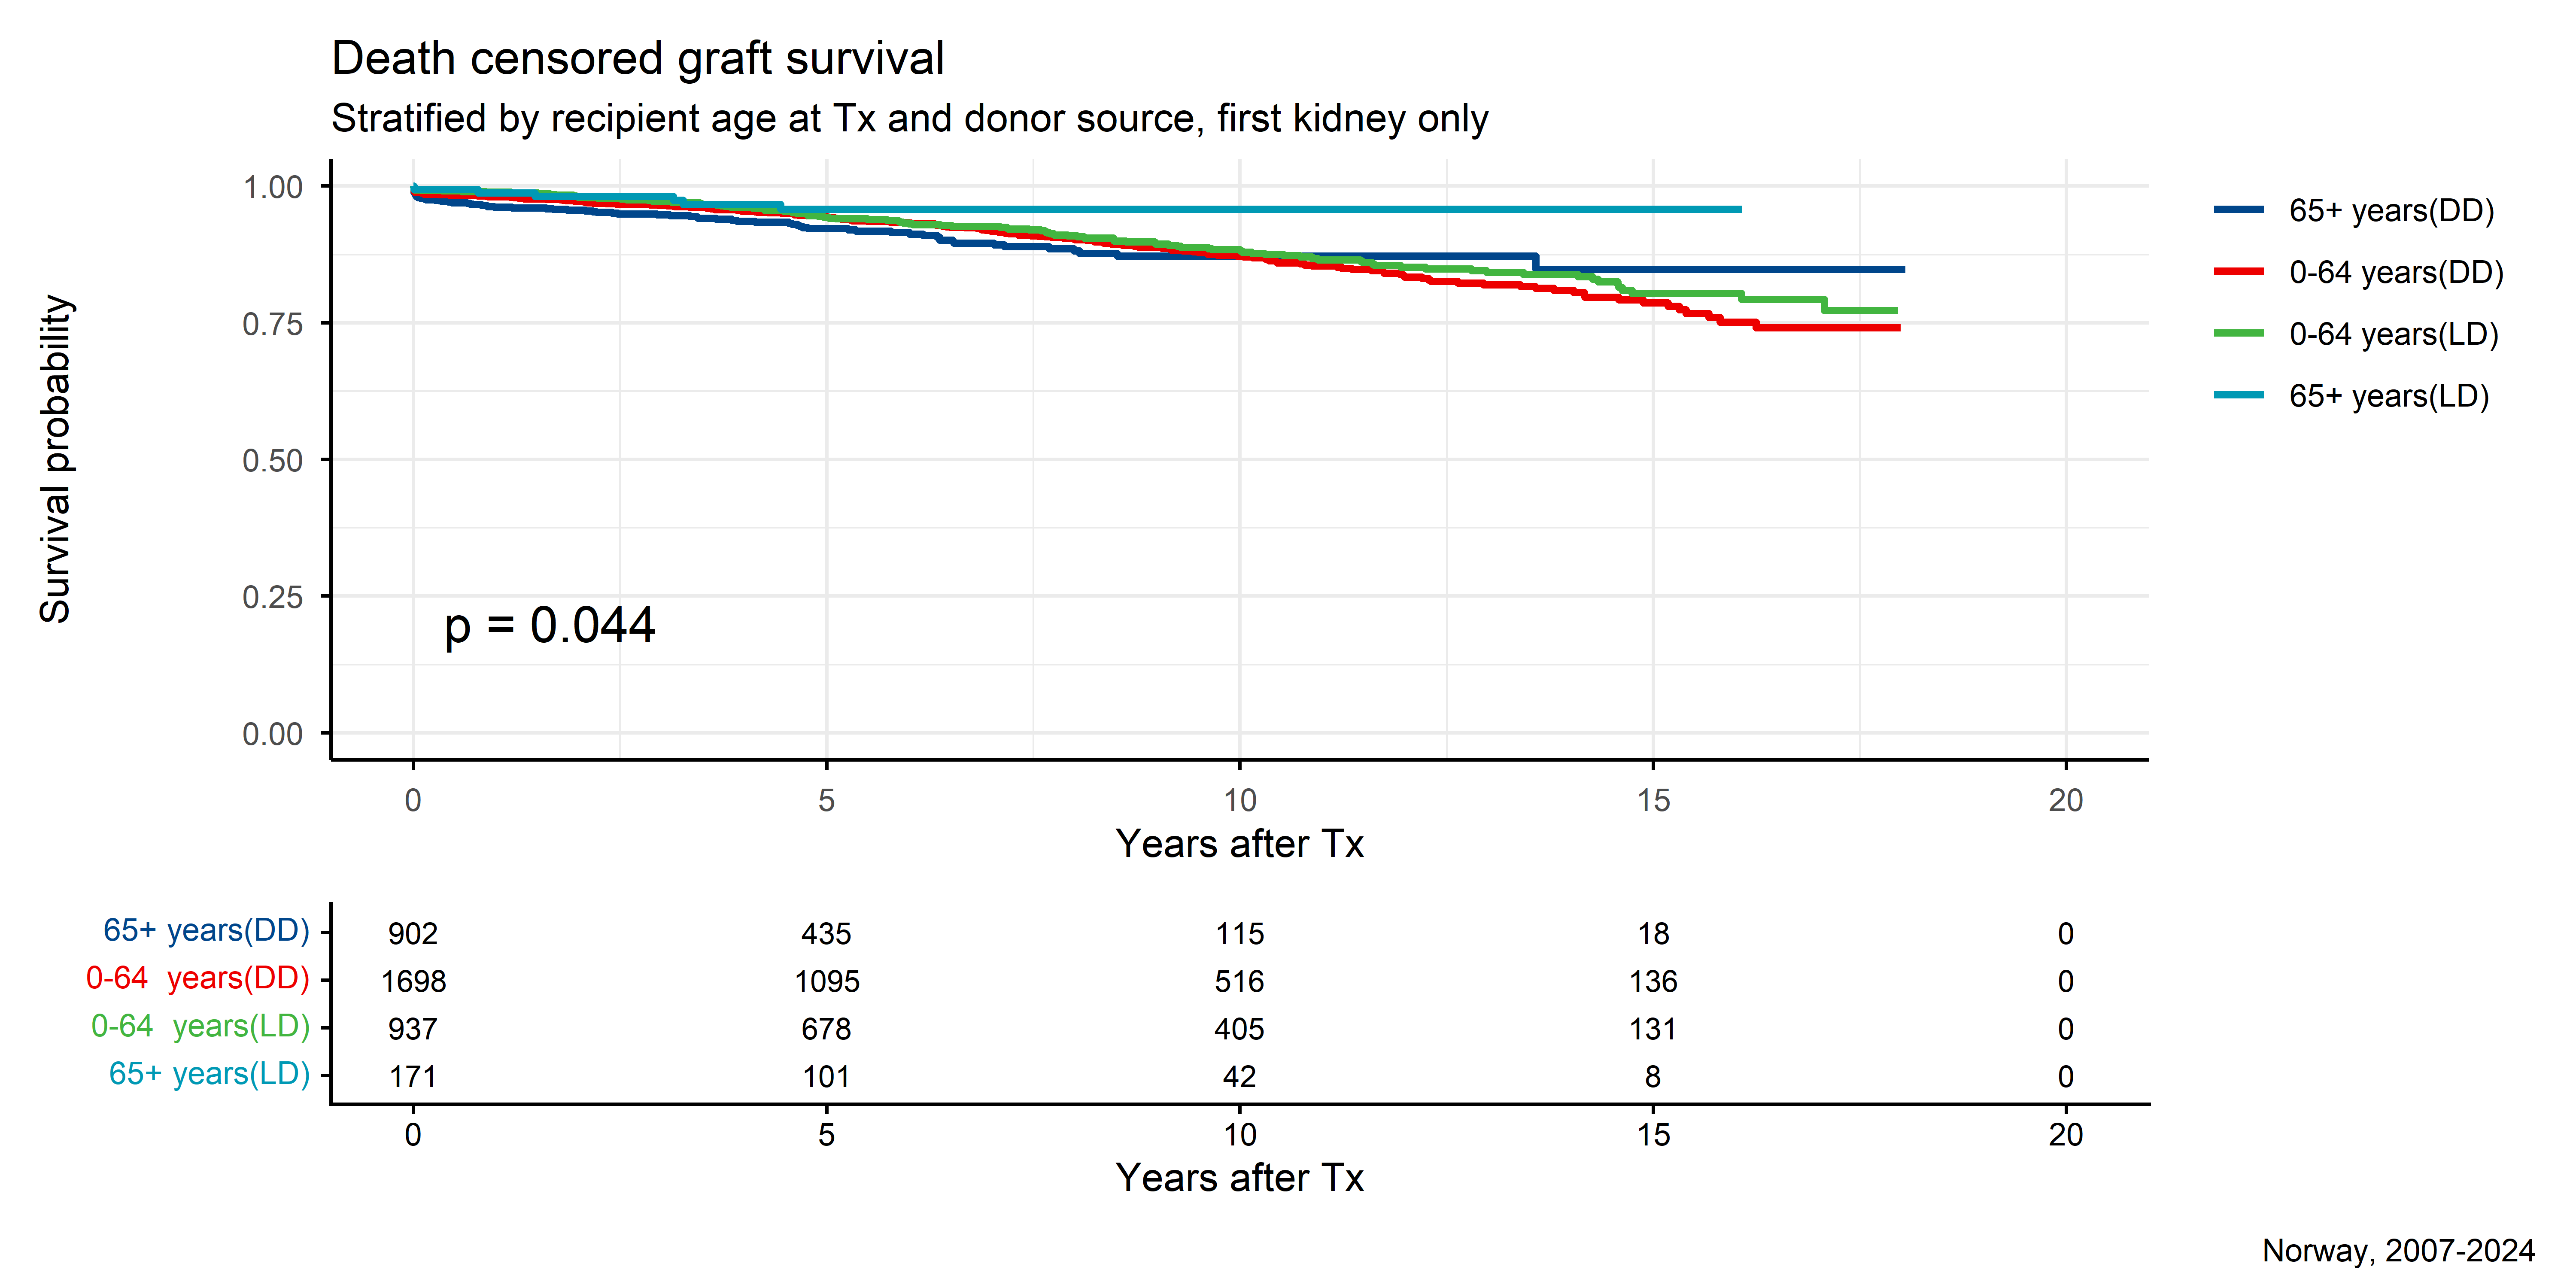 Death censored graft survival
Stratified by recipient age at Tx and donor source, first kidney only
Survival probability
1.00
0.75
0.50
0.25
0.00
p = 0.044
0 5 10 15 20
Years after Tx
65+ years(DD)
0-64 years(DD)
0-64 years(LD)
65+ years(LD)
65+ years(DD) 902 435 115 18 0
0-64 years(DD) 1698 1095 516 136 0
0-64 years(LD) 937 678 405 131 0
65+ years(LD) 171 101 42 8 0
0 5 10 15 20
Years after Tx
Norway, 2007-2024